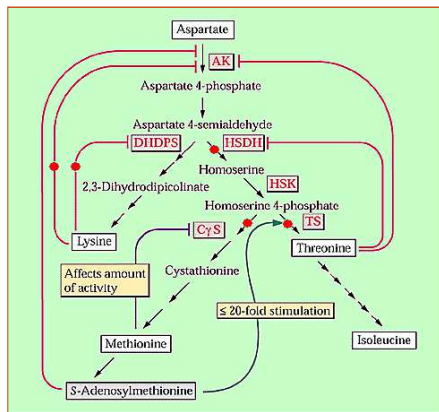 Aspartate
AK
Aspartate 4-phosphate
Aspartate 4-semialdehyde
DHDPS
HSDH
Homoserine
2,3-Dihydrodipicolinate
HSK
Homoserine 4-phosphate
CγS
TS
Lysine
Threonine
Affects amount
of activity
Cystathionine
≤ 20-fold stimulation
Methionine
Isoleucine
S-Adenosylmethionine